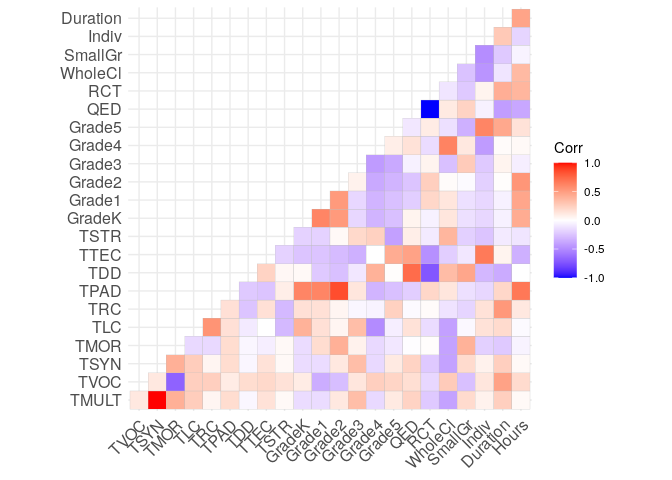 Duration
Indiv
SmallGr
WholeCl
RCT
QED
Grade5
Grade4
Grade3
Grade2
Grade1
GradeK
TSTR
TTEC
TDD
TPAD
TRC
TLC
TMOR
TSYN
TVOC
TMULT
TVOC
TSYN
TMOR
TLC
TRC
TPAD
TDD
TTEC
TSTR
GradeK
Grade1
Grade2
Grade3
Grade4
Grade5
QED
RCT
WholeCl
SmallGr
Indiv
Duration
Hours
Corr
1.0
0.5
0.0
-0.5
-1.0